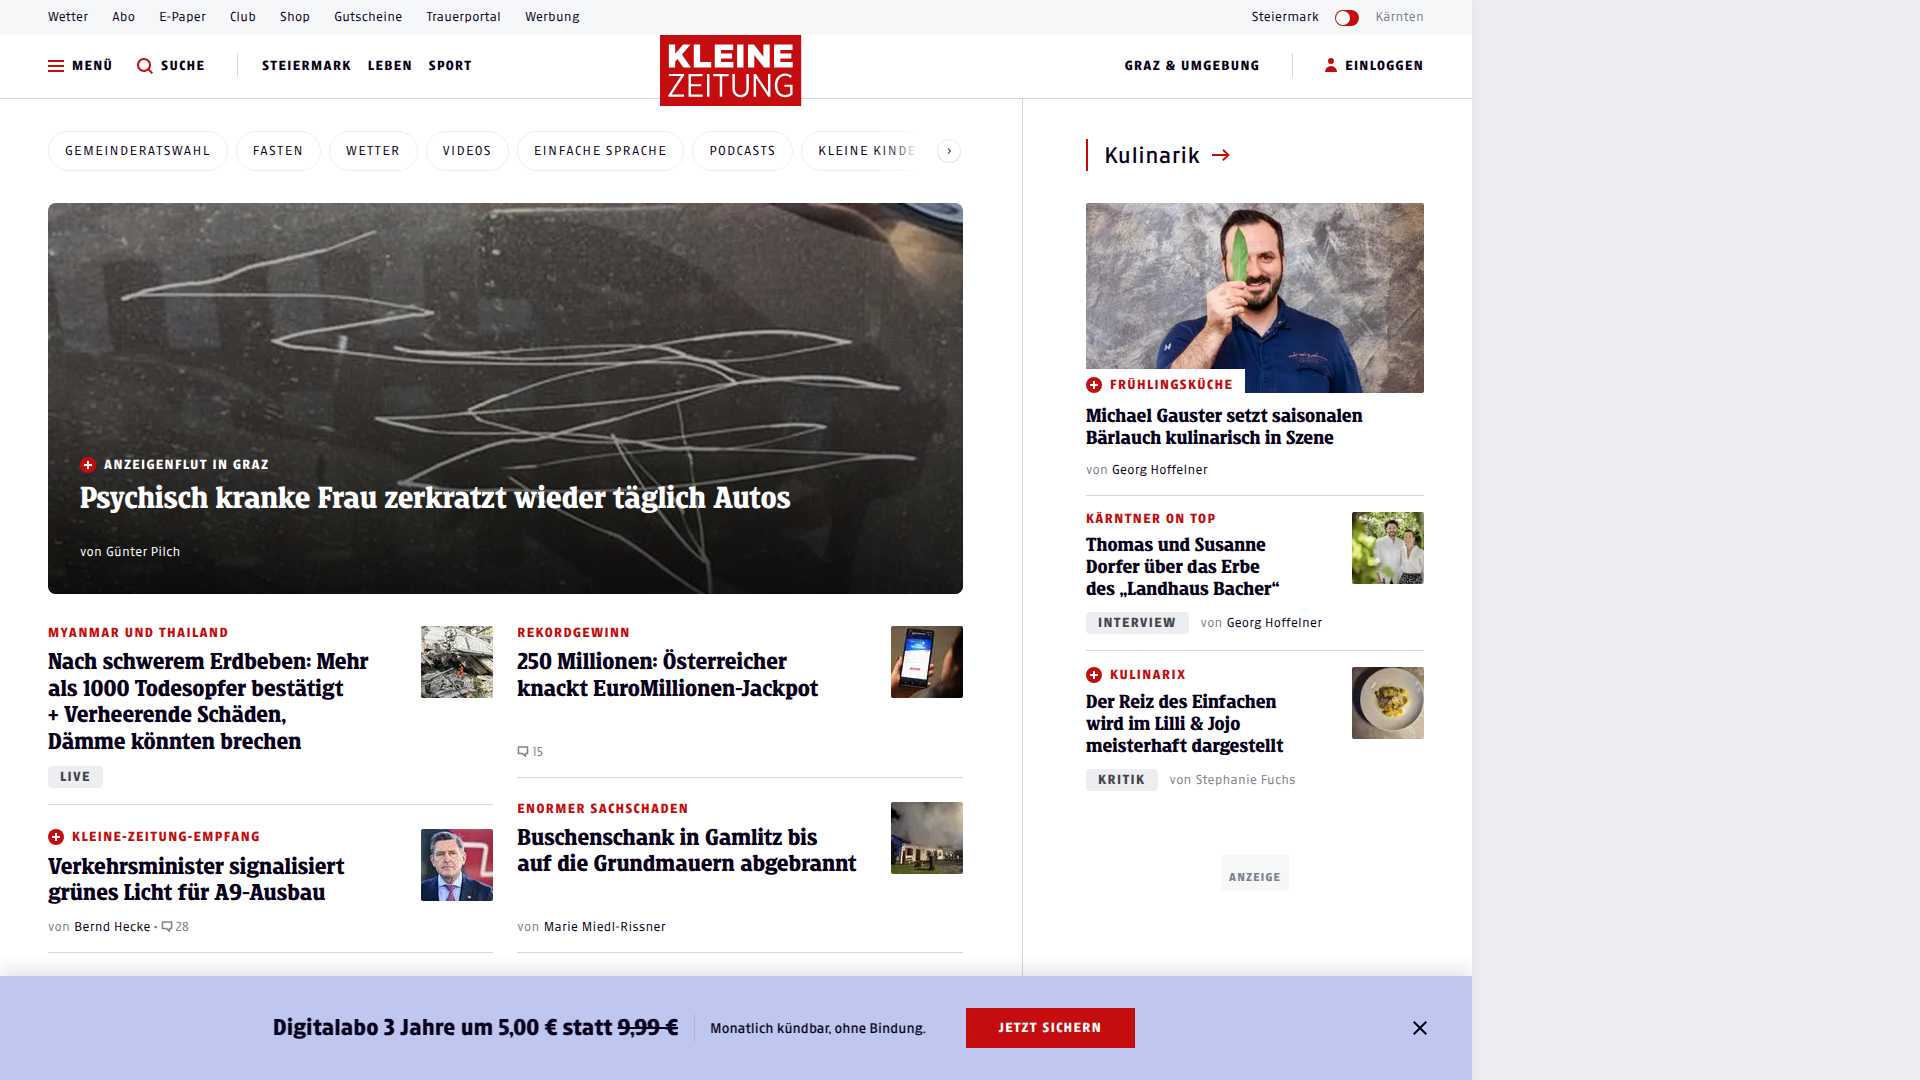 Wetter Abo E-Paper Club Shop Gutscheine Trauerportal Werbung Steiermark Kärnten
MENÜ SUCHE STEIERMARK LEBEN SPORT KLEINE ZEITUNG GRAZ & UMGEBUNG EINLOGGEN
GEMEINDERATSWAHL FASTEN WETTER VIDEOS EINFACHE SPRACHE PODCASTS KLEINE KINDE
ANZEIGENFLUT IN GRAZ
Psychisch kranke Frau zerkratzt wieder täglich Autos
von Günter Pilch
MYANMAR UND THAILAND
Nach schwerem Erdbeben: Mehr
als 1000 Todesopfer bestätigt
+ Verheerende Schäden,
Dämme könnten brechen
LIVE
KLEINE-ZEITUNG-EMPFANG
Verkehrsminister signalisiert
grünes Licht für A9-Ausbau
von Bernd Hecke • 28
REKORDGEWINN
250 Millionen: Österreicher
knackt EuroMillionen-Jackpot
15
ENORMER SACHSCHADEN
Buschenschank in Gamlitz bis
auf die Grundmauern abgebrannt
von Marie Miedl-Rissner
Kulinarik
FRÜHLINGSKÜCHE
Michael Gauster setzt saisonalen
Bärlauch kulinarisch in Szene
von Georg Hoffelner
KÄRNTNER ON TOP
Thomas und Susanne
Dorfer über das Erbe
des „Landhaus Bacher“
INTERVIEW von Georg Hoffelner
KULINARIX
Der Reiz des Einfachen
wird im Lilli & Jojo
meisterhaft dargestellt
KRITIK von Stephanie Fuchs
ANZEIGE
Digitalabo 3 Jahre um 5,00 € statt 9,99 € Monatlich kündbar, ohne Bindung. JETZT SICHERN